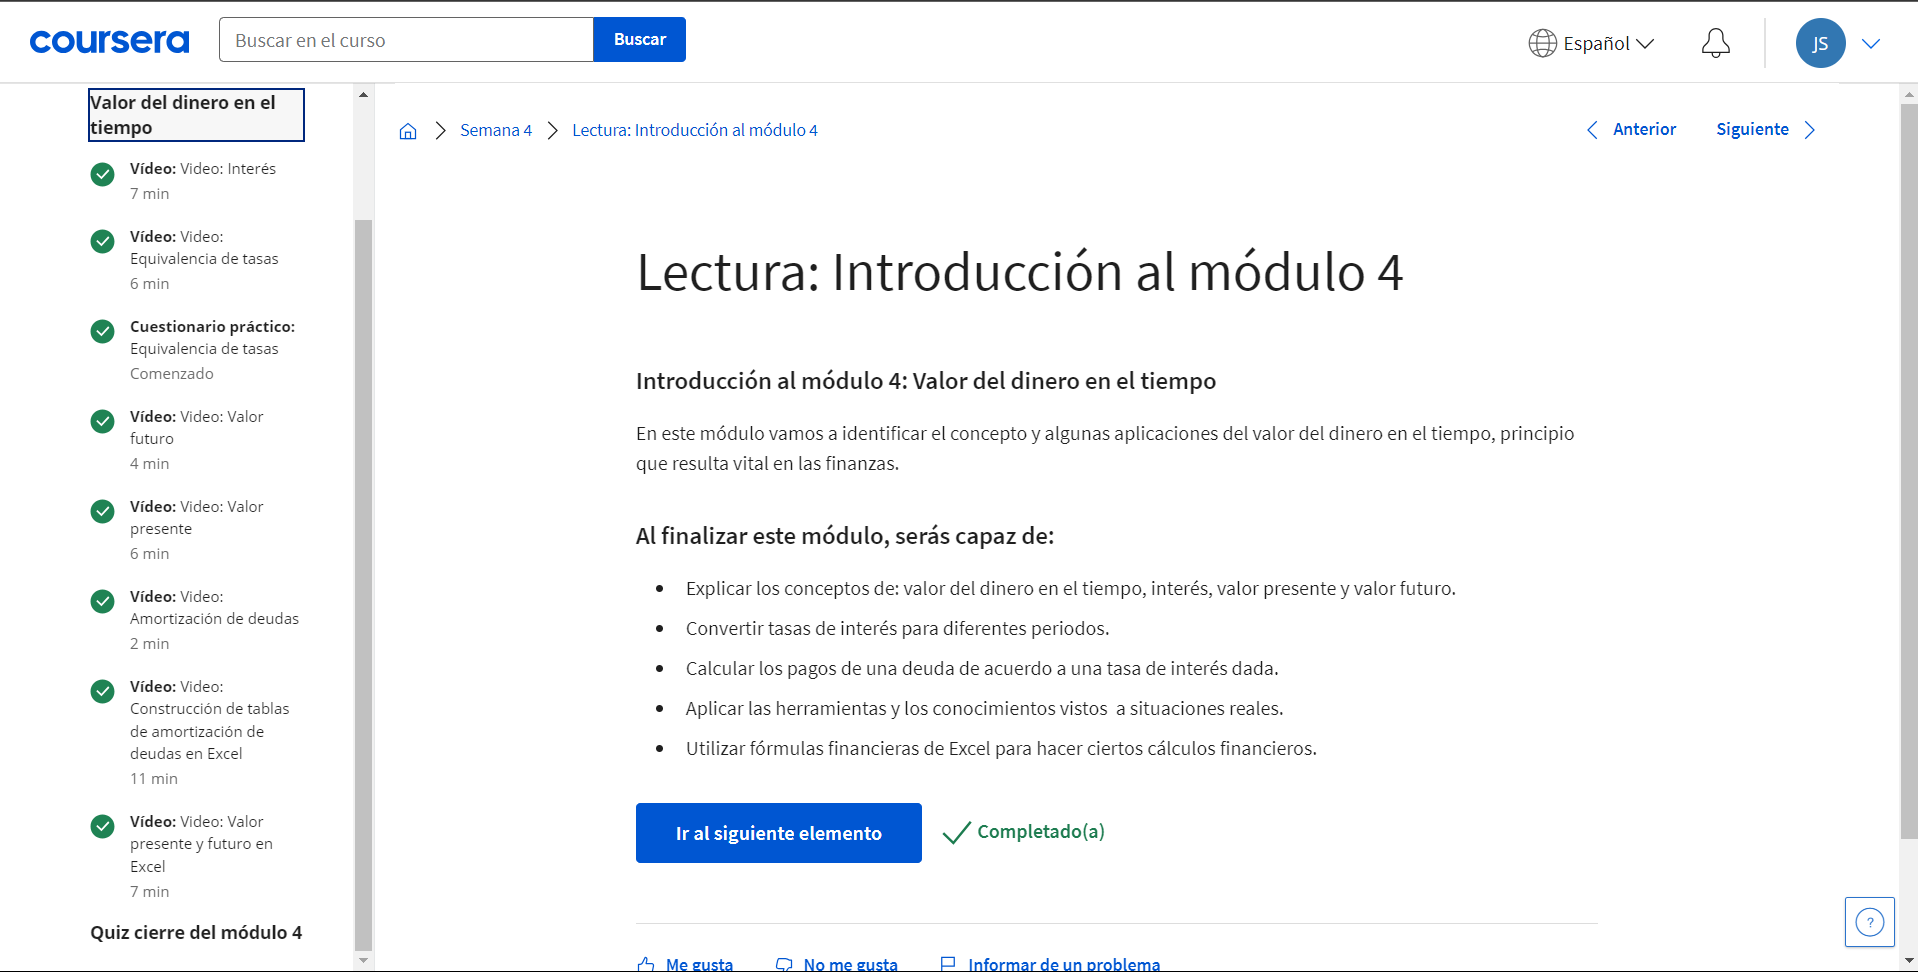 coursera
Buscar en el curso
Buscar
Español
JS
Valor del dinero en el
tiempo
Vídeo: Video: Interés
7 min
Vídeo: Video:
Equivalencia de tasas
6 min
Cuestionario práctico:
Equivalencia de tasas
Comenzado
Vídeo: Video: Valor
futuro
4 min
Vídeo: Video: Valor
presente
6 min
Vídeo: Video:
Amortización de deudas
2 min
Vídeo: Video:
Construcción de tablas
de amortización de
deudas en Excel
11 min
Vídeo: Video: Valor
presente y futuro en
Excel
7 min
Quiz cierre del módulo 4
Semana 4
Lectura: Introducción al módulo 4
Anterior
Siguiente
Lectura: Introducción al módulo 4
Introducción al módulo 4: Valor del dinero en el tiempo
En este módulo vamos a identificar el concepto y algunas aplicaciones del valor del dinero en el tiempo, principio
que resulta vital en las finanzas.
Al finalizar este módulo, serás capaz de:
• Explicar los conceptos de: valor del dinero en el tiempo, interés, valor presente y valor futuro.
• Convertir tasas de interés para diferentes periodos.
• Calcular los pagos de una deuda de acuerdo a una tasa de interés dada.
• Aplicar las herramientas y los conocimientos vistos  a situaciones reales.
• Utilizar fórmulas financieras de Excel para hacer ciertos cálculos financieros.
Ir al siguiente elemento
Completado(a)
Me gusta
No me gusta
Informar de un problema
?